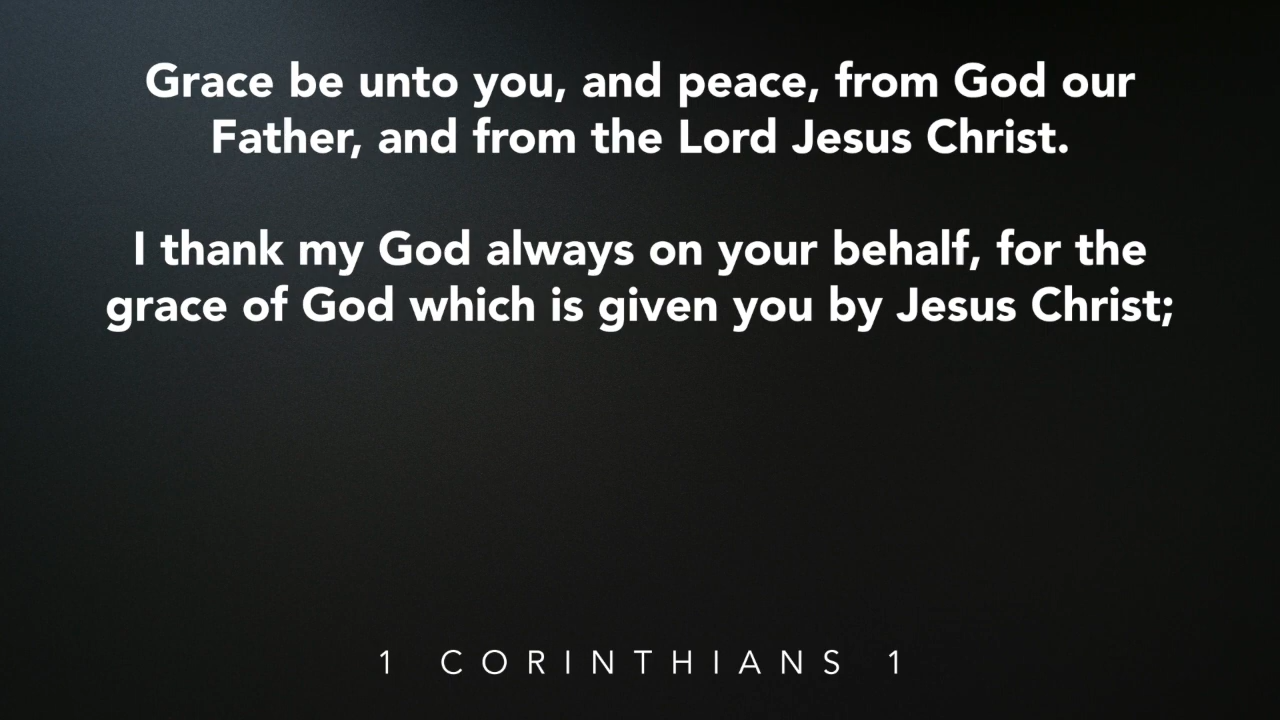 Grace be unto you, and peace, from God our
Father, and from the Lord Jesus Christ.
I thank my God always on your behalf, for the
grace of God which is given you by Jesus Christ;
1 CORINTHIANS 1